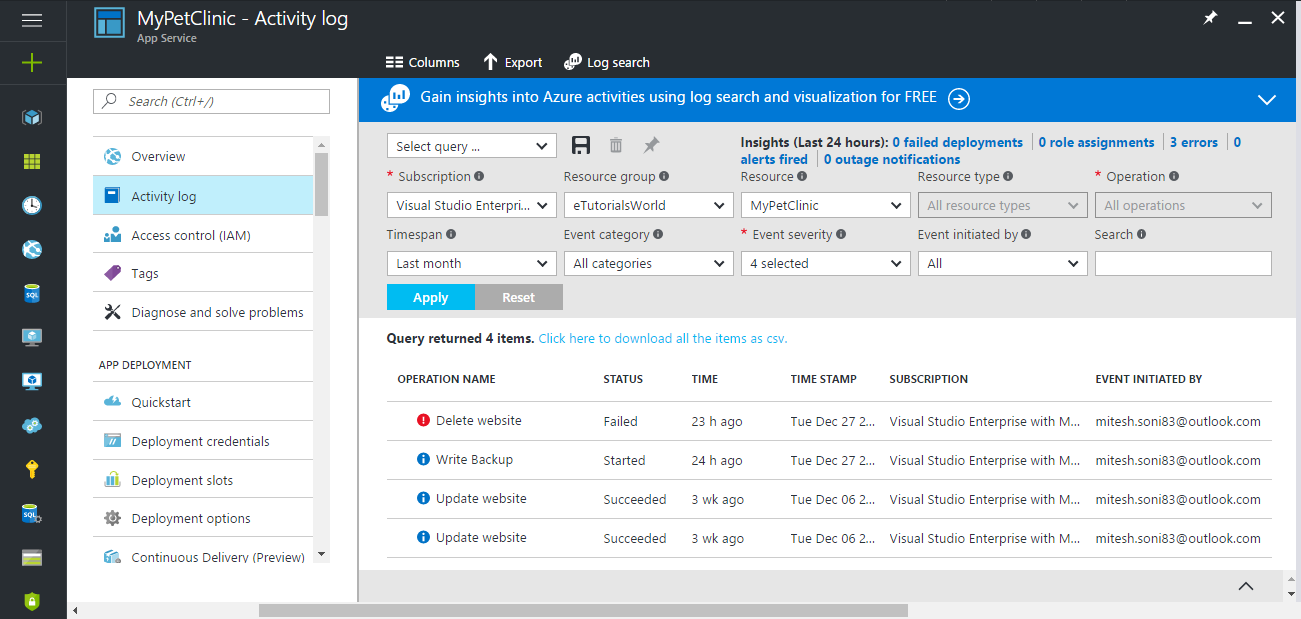 MyPetClinic - Activity log
App Service
Columns
Export
Log search
Search (Ctrl+/)
Overview
Activity log
Access control (IAM)
Tags
Diagnose and solve problems
APP DEPLOYMENT
Quickstart
Deployment credentials
Deployment slots
Deployment options
Continuous Delivery (Preview)
Gain insights into Azure activities using log search and visualization for FREE
Select query ...
Insights (Last 24 hours): 0 failed deployments | 0 role assignments | 3 errors | 0
alerts fired | 0 outage notifications
* Subscription
Resource group
Resource
Resource type
* Operation
Visual Studio Enterpri...
eTutorialsWorld
MyPetClinic
All resource types
All operations
Timespan
Event category
* Event severity
Event initiated by
Search
Last month
All categories
4 selected
All
Apply
Reset
Query returned 4 items. Click here to download all the items as csv.
OPERATION NAME STATUS TIME TIME STAMP SUBSCRIPTION EVENT INITIATED BY
Delete website Failed 23 h ago Tue Dec 27 2... Visual Studio Enterprise with M... mitesh.soni83@outlook.com
Write Backup Started 24 h ago Tue Dec 27 2... Visual Studio Enterprise with M... mitesh.soni83@outlook.com
Update website Succeeded 3 wk ago Tue Dec 06 2... Visual Studio Enterprise with M... mitesh.soni83@outlook.com
Update website Succeeded 3 wk ago Tue Dec 06 2... Visual Studio Enterprise with M... mitesh.soni83@outlook.com